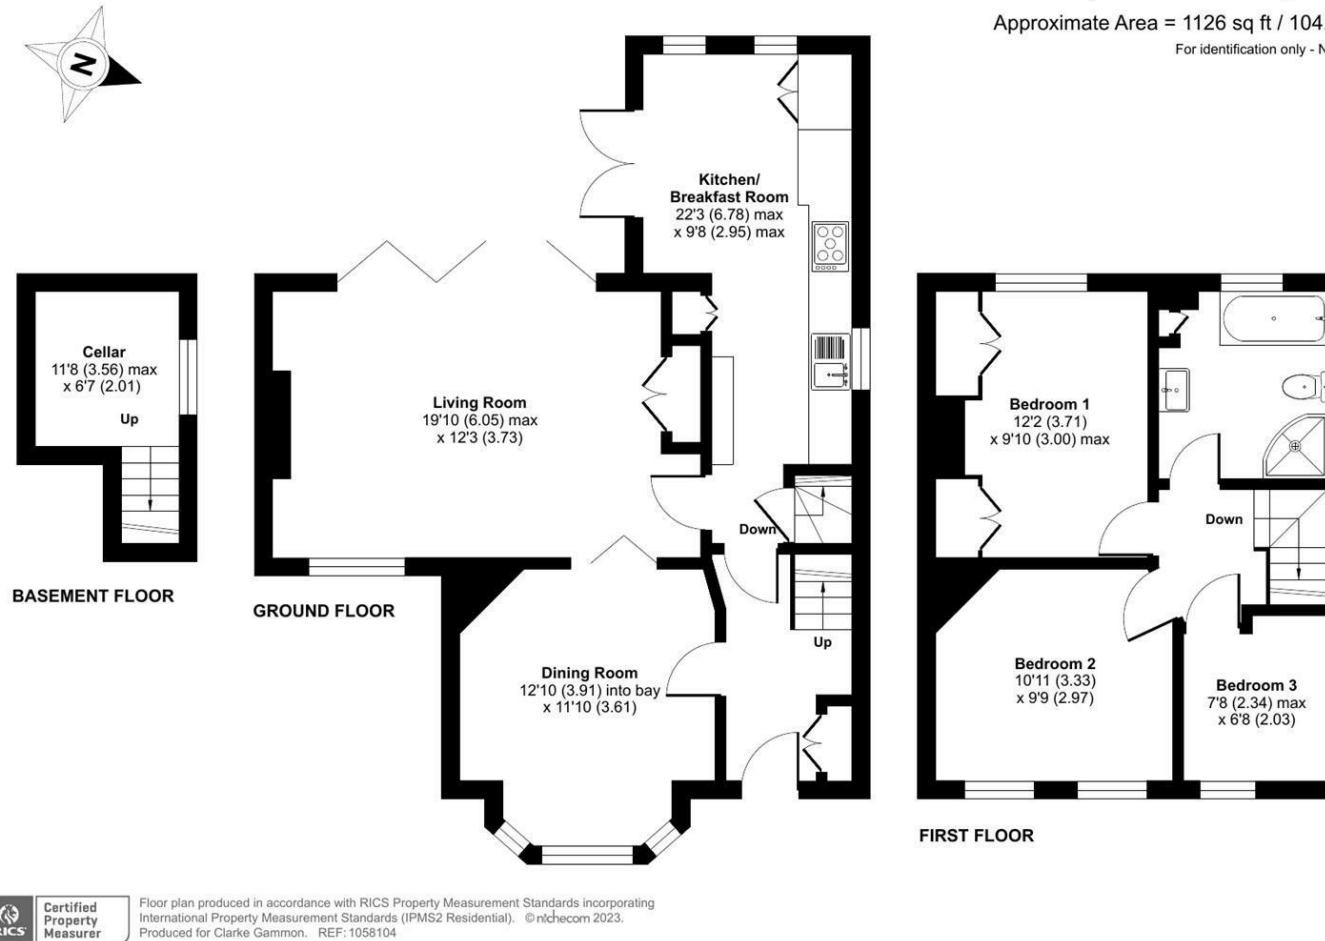 Approximate Area = 1126 sq ft / 104.
For identification only - N
N
Kitchen/
Breakfast Room
22'3 (6.78) max
x 9'8 (2.95) max
Cellar
11'8 (3.56) max
x 6'7 (2.01)
Up
Living Room
19'10 (6.05) max
x 12'3 (3.73)
Bedroom 1
12'2 (3.71)
x 9'10 (3.00) max
Down
Down
BASEMENT FLOOR
GROUND FLOOR
Up
Dining Room
12'10 (3.91) into bay
x 11'10 (3.61)
Bedroom 2
10'11 (3.33)
x 9'9 (2.97)
Bedroom 3
7'8 (2.34) max
x 6'8 (2.03)
FIRST FLOOR
RICS
Certified
Property
Measurer
Floor plan produced in accordance with RICS Property Measurement Standards incorporating
International Property Measurement Standards (IPMS2 Residential). ©nichecom 2023.
Produced for Clarke Gammon. REF: 1058104